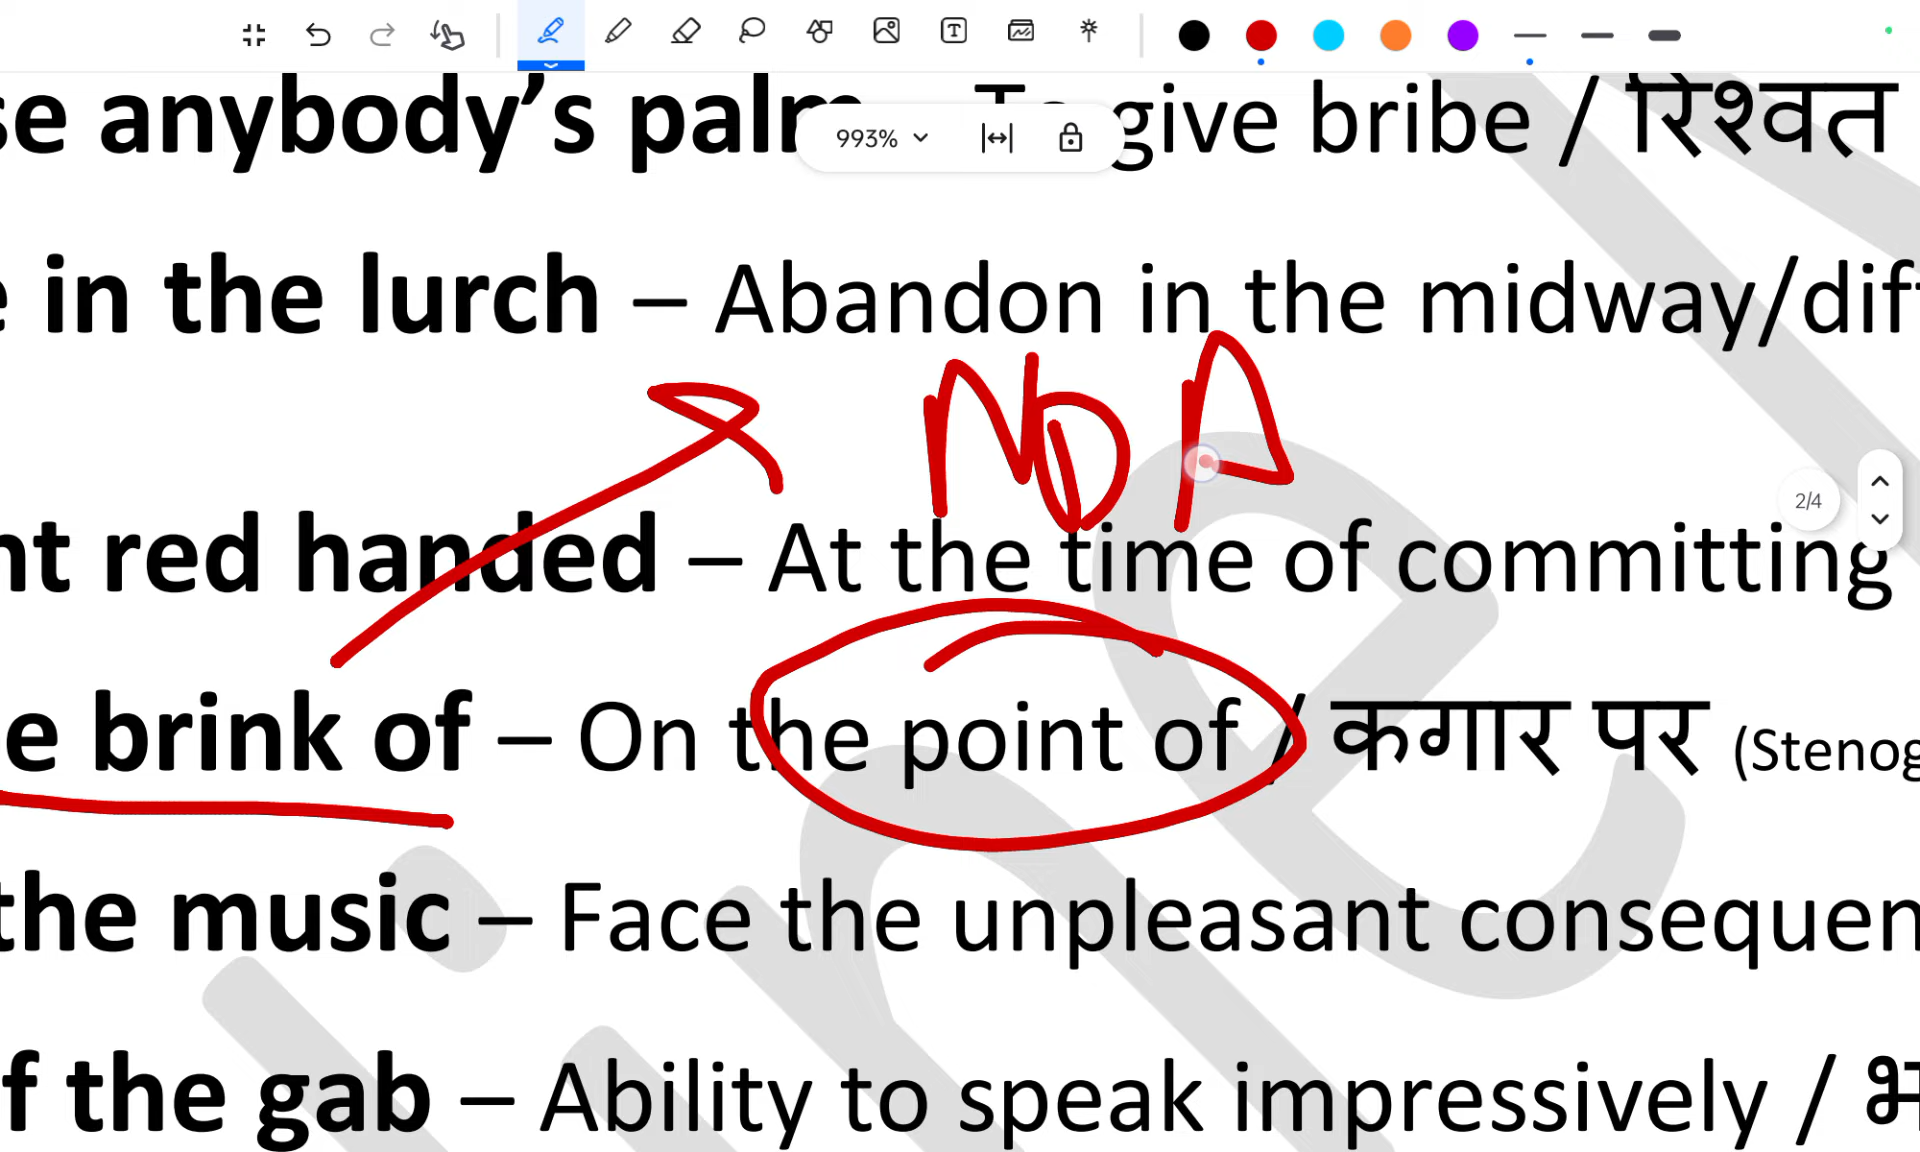 993%
se anybody's palm – To give bribe / रिश्वत
e in the lurch – Abandon in the midway/diff
NDA
nt red handed – At the time of committing
2/4
e brink of – On the point of / कगार पर (Stenog
the music – Face the unpleasant consequen
f the gab – Ability to speak impressively /